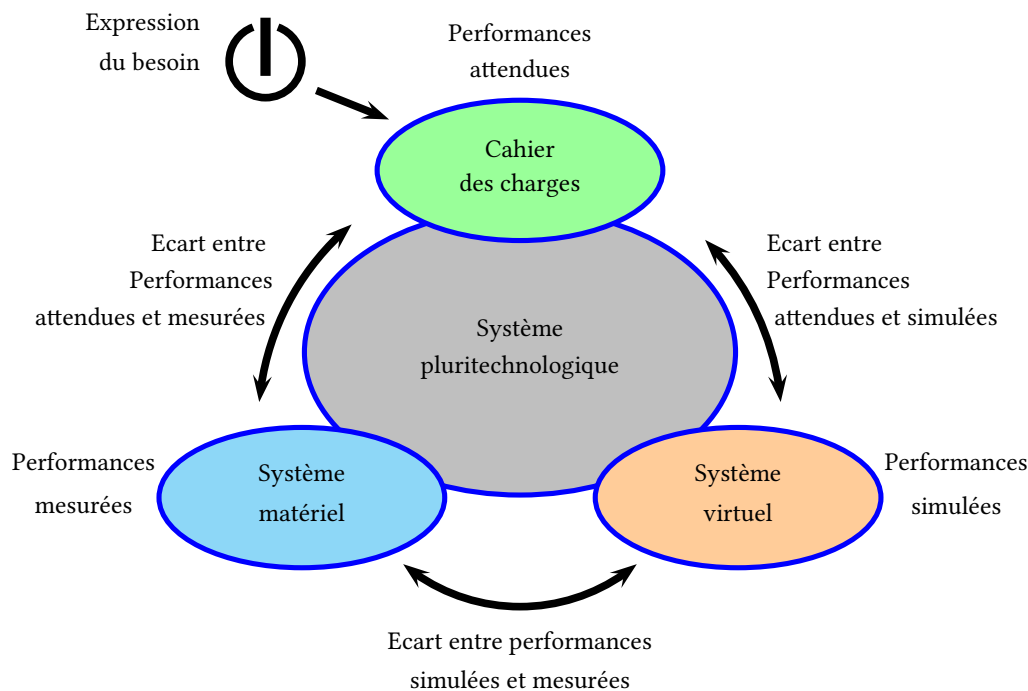 Expression
du besoin
Performances
attendues
Cahier
des charges
Ecart entre
Performances
attendues et mesurées
Ecart entre
Performances
attendues et simulées
Système
pluritechnologique
Performances
mesurées
Système
matériel
Système
virtuel
Performances
simulées
Ecart entre performances
simulées et mesurées